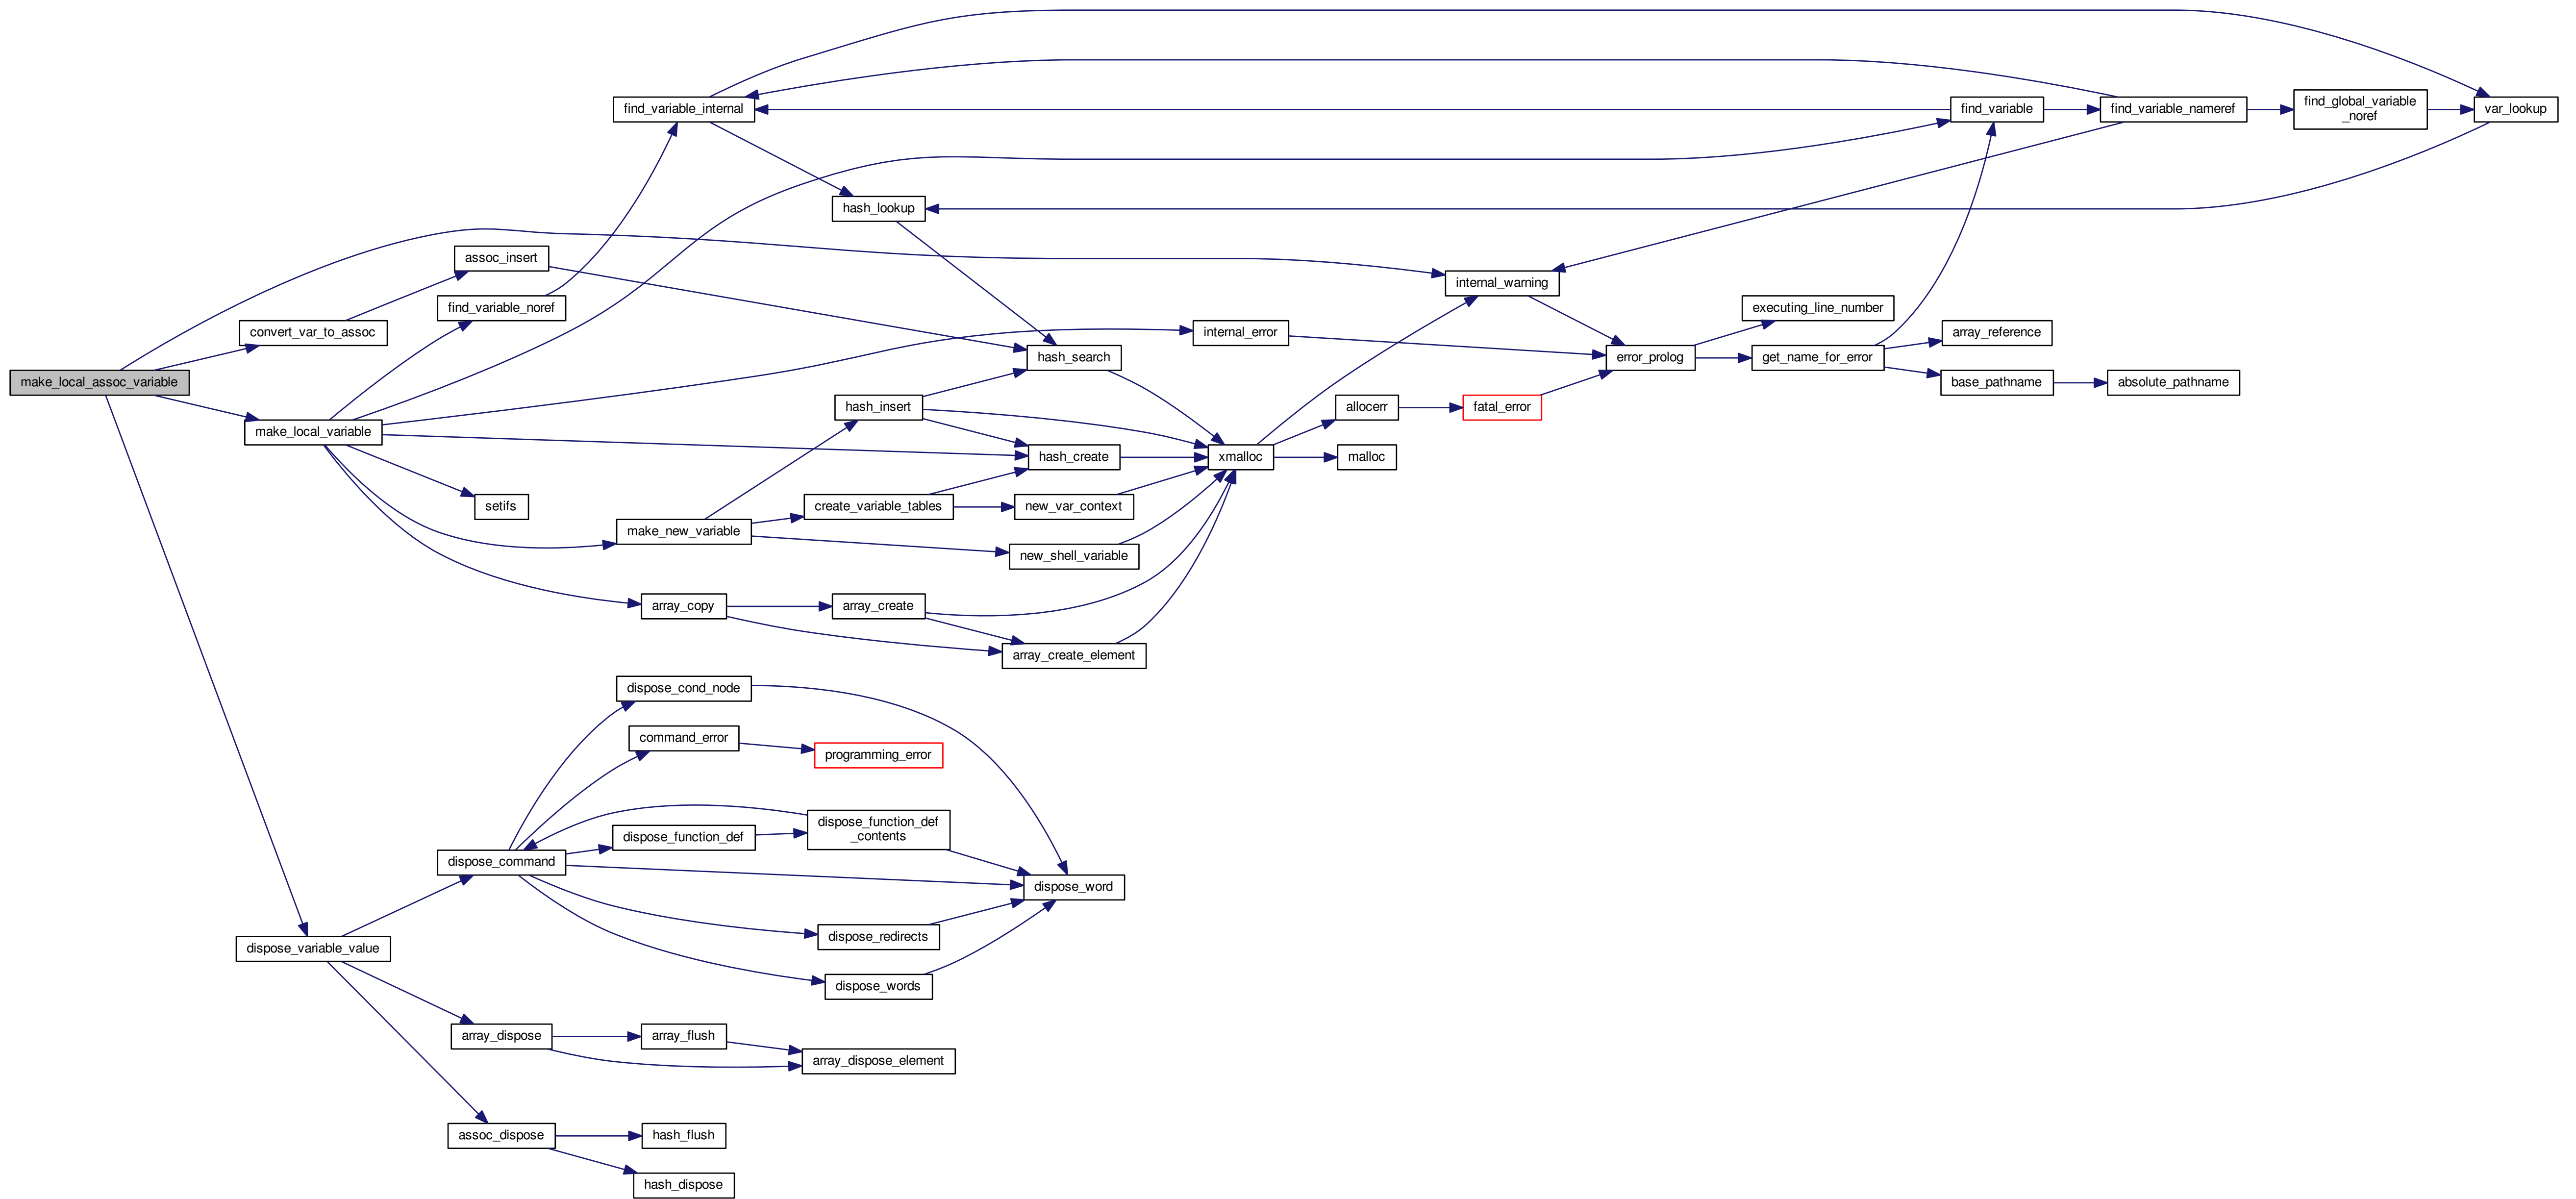 find_variable_internal
find_variable
find_variable_nameref
find_global_variable
_noref
var_lookup
hash_lookup
assoc_insert
internal_warning
find_variable_noref
executing_line_number
convert_var_to_assoc
internal_error
array_reference
hash_search
error_prolog
get_name_for_error
make_local_assoc_variable
base_pathname
absolute_pathname
hash_insert
allocerr
fatal_error
make_local_variable
hash_create
xmalloc
malloc
setifs
create_variable_tables
new_var_context
make_new_variable
new_shell_variable
array_copy
array_create
array_create_element
dispose_cond_node
command_error
programming_error
dispose_function_def
dispose_function_def
_contents
dispose_command
dispose_word
dispose_redirects
dispose_variable_value
dispose_words
array_dispose
array_flush
array_dispose_element
assoc_dispose
hash_flush
hash_dispose